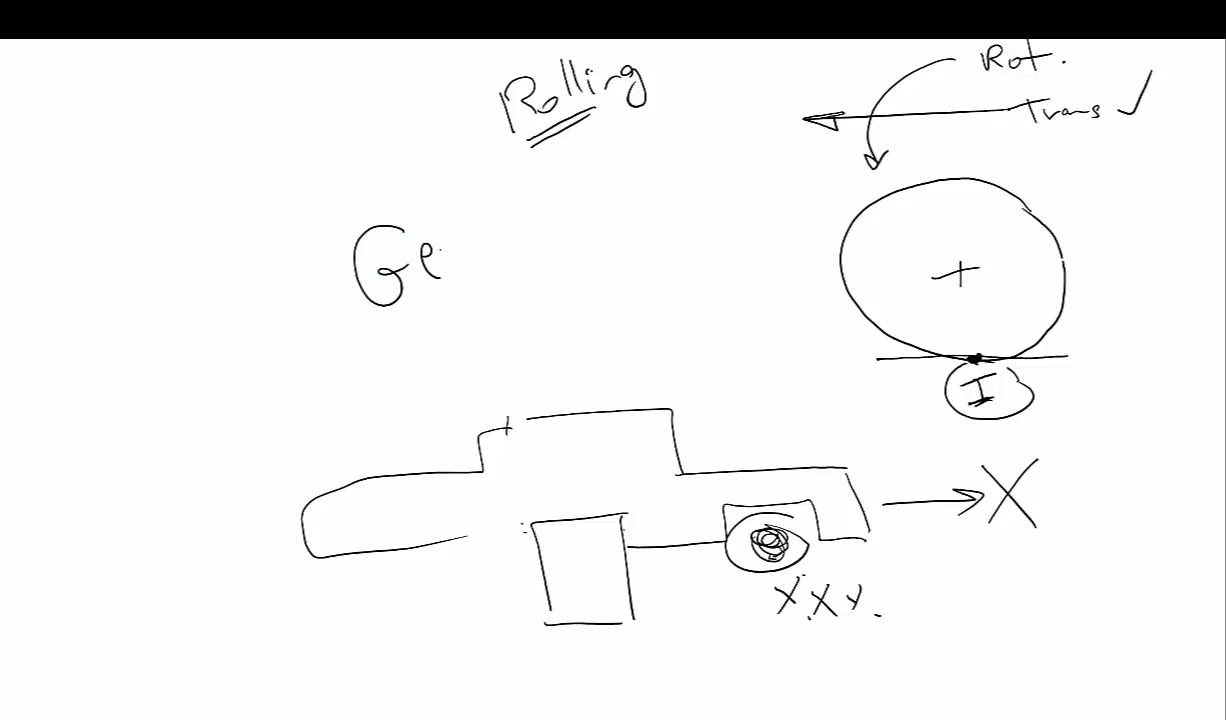 Rot.
Rolling
Trans ✓
Ge
I
X
X.X.Y.